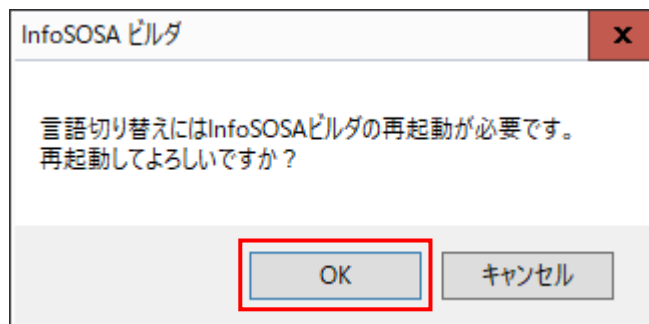 InfoSOSA ビルダ
言語切り替えにはInfoSOSAビルダの再起動が必要です。
再起動してよろしいですか？
OK
キャンセル